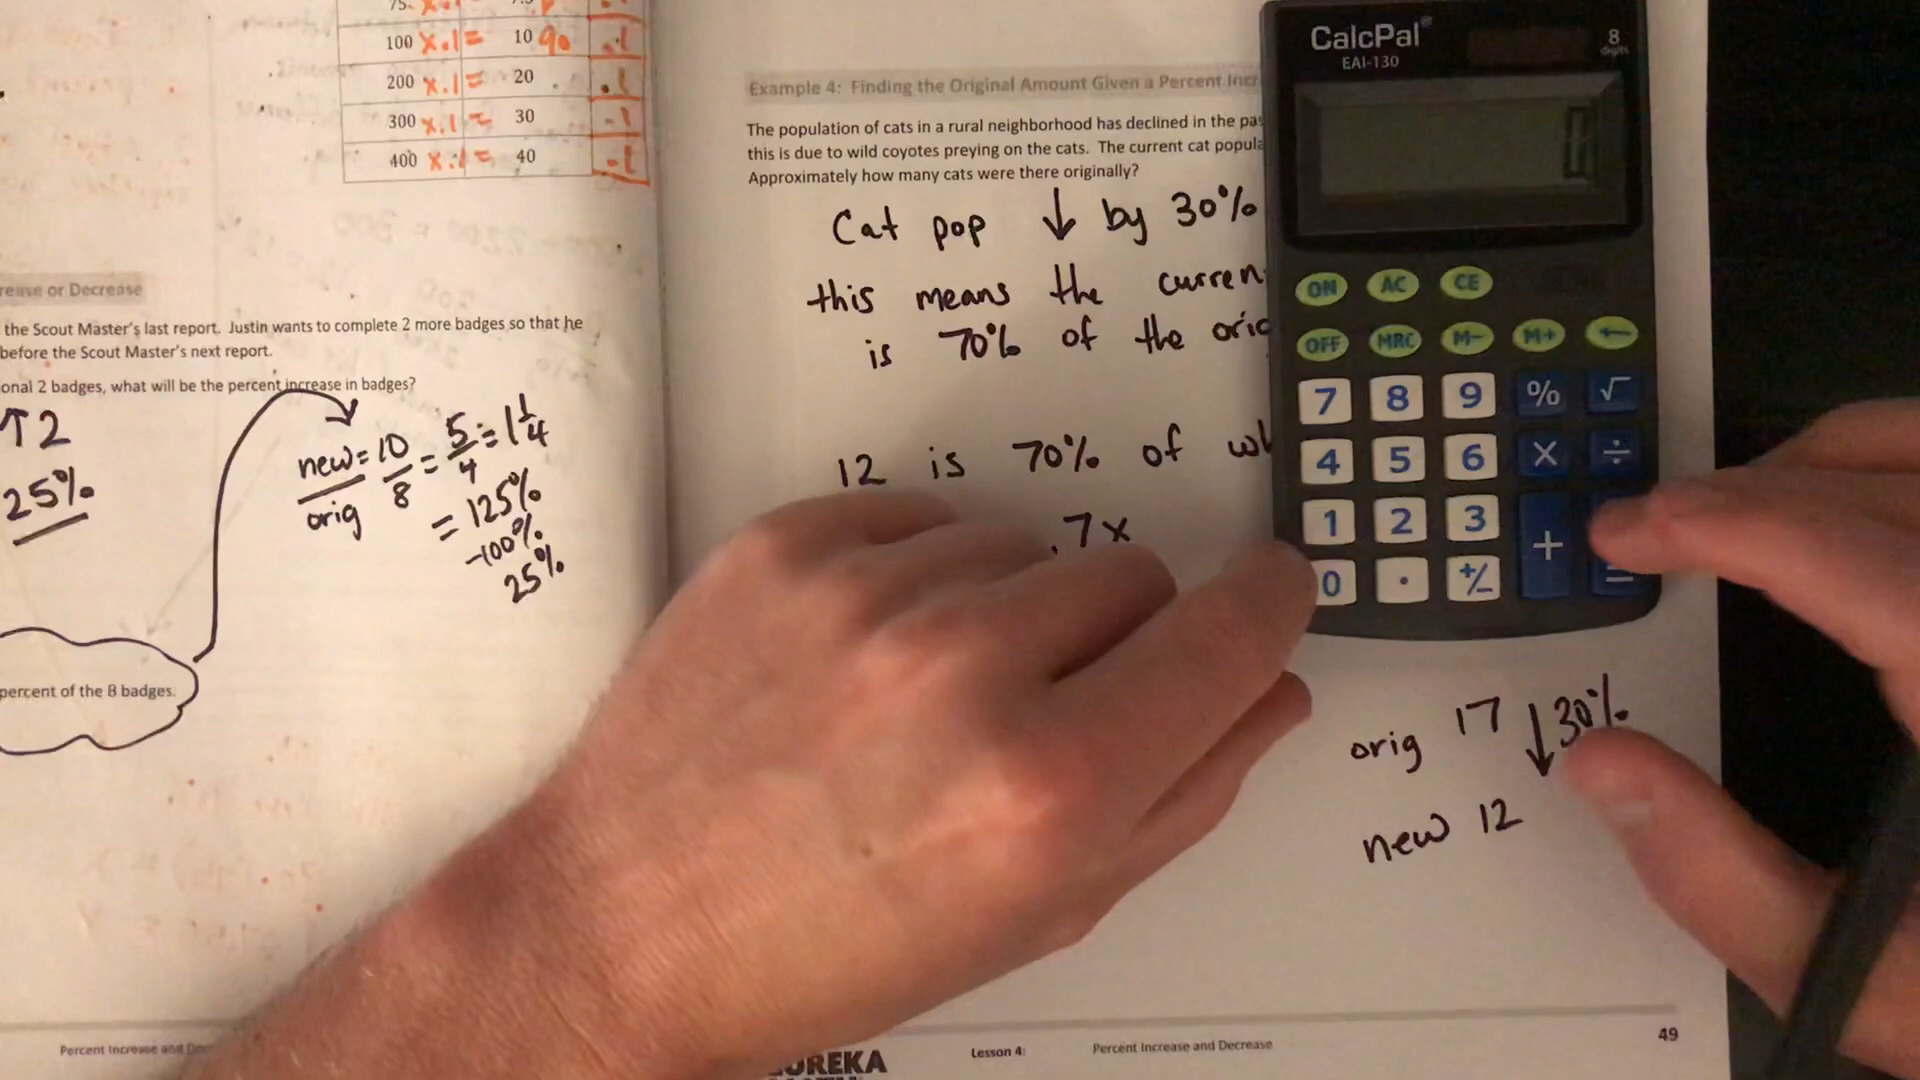 100 x.1= 10 90 .1
200 x.1= 20 .1
300 x.1= 30 .1
400 x.1= 40 .1
rease or Decrease
the Scout Master's last report. Justin wants to complete 2 more badges so that he
before the Scout Master's next report.
onal 2 badges, what will be the percent increase in badges?
↑2
25%
new = 10 = 5 = 1 1/4
orig 8 4
= 125%
-100%
25%
percent of the 8 badges.
Percent Increase and
Example 4: Finding the Original Amount Given a Percent Incr
The population of cats in a rural neighborhood has declined in the pa
this is due to wild coyotes preying on the cats. The current cat popula
Approximately how many cats were there originally?
Cat pop ↓ by 30%
this means the curren
is 70% of the orig
12 is 70% of wh
.7x
orig 17 ↓30%
new 12
UREKA
Lesson 4: Percent Increase and Decrease
49
CalcPal®
EAI-130
8
digits
0
ON AC CE
OFF MRC M- M+ ←
7 8 9 % √
4 5 6 × ÷
1 2 3 +
0 . +/- =